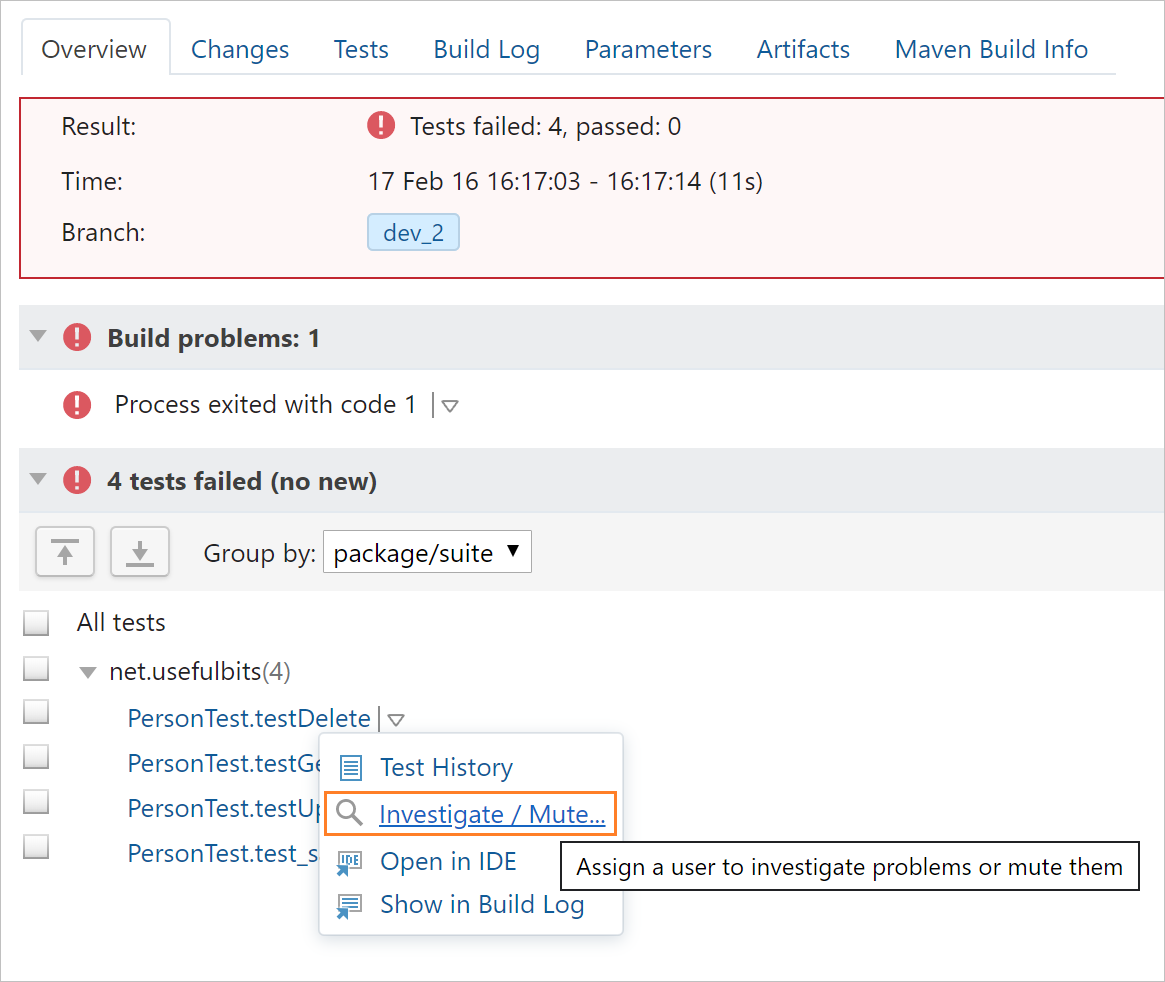 Overview Changes Tests Build Log Parameters Artifacts Maven Build Info
Result: Tests failed: 4, passed: 0
Time: 17 Feb 16 16:17:03 - 16:17:14 (11s)
Branch: dev_2
Build problems: 1
Process exited with code 1
4 tests failed (no new)
Group by: package/suite
All tests
net.usefulbits(4)
PersonTest.testDelete
PersonTest.testGe
PersonTest.testUp
PersonTest.test_s
Test History
Investigate / Mute...
Open in IDE
Assign a user to investigate problems or mute them
Show in Build Log